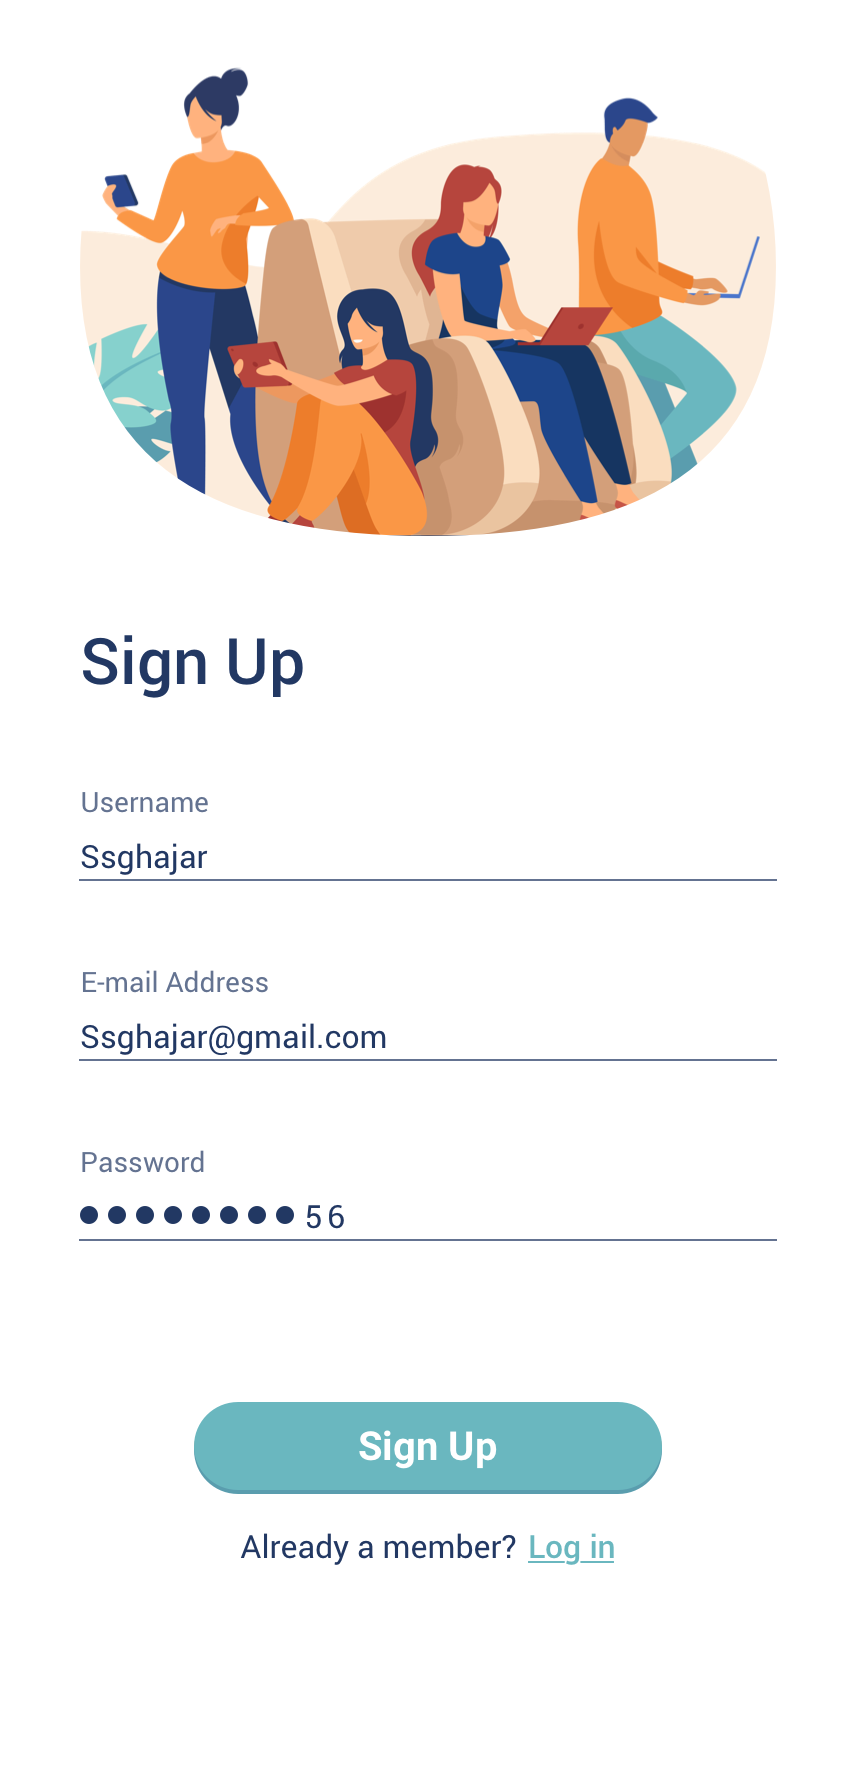 Sign Up
Username
Ssghajar
E-mail Address
Ssghajar@gmail.com
Password
●●●●●●●●56
Sign Up
Already a member? Log in